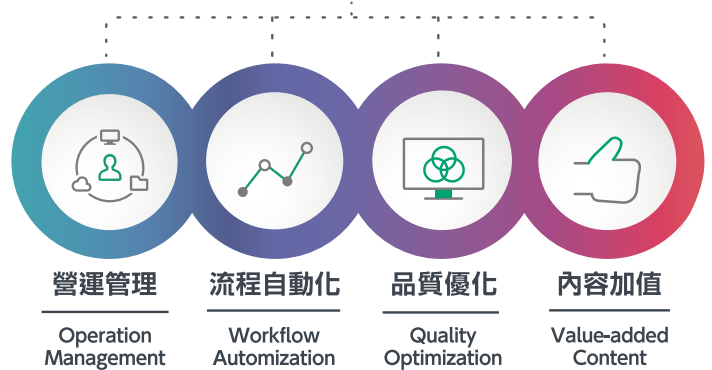 營運管理
流程自動化
品質優化
內容加值
Operation
Management
Workflow
Automization
Quality
Optimization
Value-added
Content